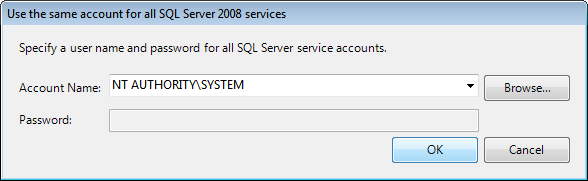 Use the same account for all SQL Server 2008 services
Specify a user name and password for all SQL Server service accounts.
Account Name: NT AUTHORITY\SYSTEM Browse...
Password:
OK Cancel